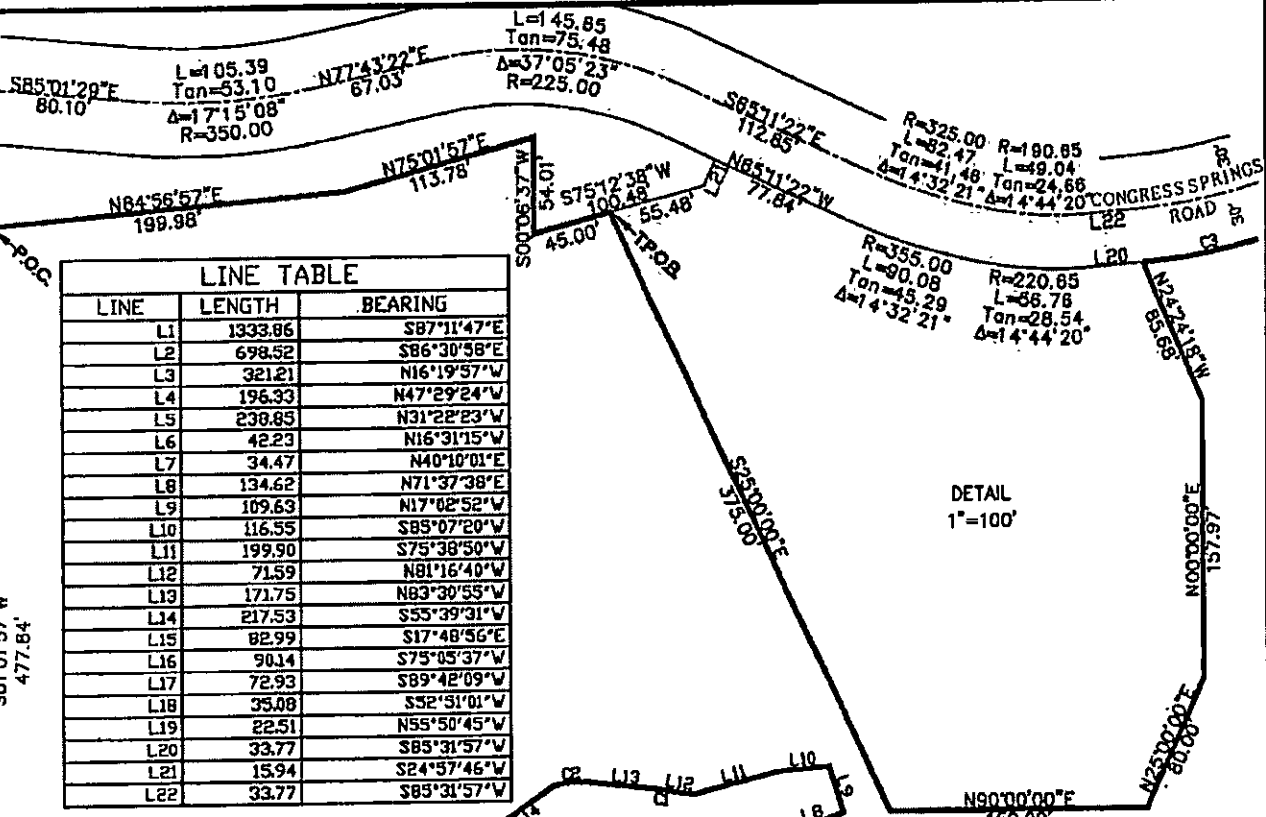 S85°01'29"E
80.10'
L=105.39
Tan=53.10
Δ=17°15'08"
R=350.00
N77°43'22"E
67.03'
L=145.65
Tan=75.48
Δ=37°05'23"
R=225.00
S65°11'22"E
112.65'
R=325.00
L=82.47
Tan=41.46
Δ=14°32'21"
R=190.65
L=49.04
Tan=24.66
Δ=14°44'20"
CONGRESS SPRINGS
ROAD
30'
30'
L22
L20
C3
N84°56'57"E
199.98'
N75°01'57"E
113.78'
S00°06'37"W
54.01'
S75°12'38"W
100.48'
45.00'
55.48'
L21
N65°11'22"W
77.84'
P.O.C.
T.P.O.B.
R=355.00
L=90.08
Tan=45.29
Δ=14°32'21"
R=220.65
L=56.76
Tan=28.54
Δ=14°44'20"
N24°24'18"W
85.68'
LINE TABLE
LINE LENGTH BEARING
L1 1333.86 S87°11'47"E
L2 698.52 S86°30'58"E
L3 321.21 N16°19'57"W
L4 196.33 N47°29'24"W
L5 238.85 N31°22'23"W
L6 42.23 N16°31'15"W
L7 34.47 N40°10'01"E
L8 134.62 N71°37'38"E
L9 109.63 N17°02'52"W
L10 116.55 S85°07'20"W
L11 199.90 S75°38'50"W
L12 71.59 N81°16'40"W
L13 171.75 N83°30'55"W
L14 217.53 S55°39'31"W
L15 82.99 S17°48'56"E
L16 90.14 S75°05'37"W
L17 72.93 S89°42'09"W
L18 35.08 S52°51'01"W
L19 22.51 N55°50'45"W
L20 33.77 S85°31'57"W
L21 15.94 S24°57'46"W
L22 33.77 S85°31'57"W
S25°00'00"E
375.00'
DETAIL
1"=100'
N00°00'00"E
157.97'
N25°00'00"E
80.00'
N90°00'00"E
477.84'
C2
L13
L12
C1
L11
L10
L9
L8